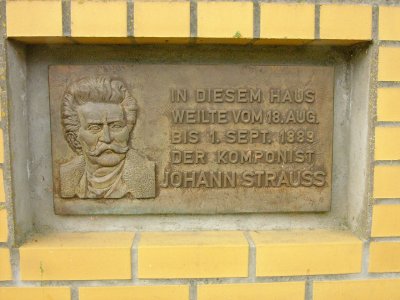 IN DIESEM HAUS
WEILTE VOM 18. AUG.
BIS 1. SEPT. 1889
DER KOMPONIST
JOHANN STRAUSS